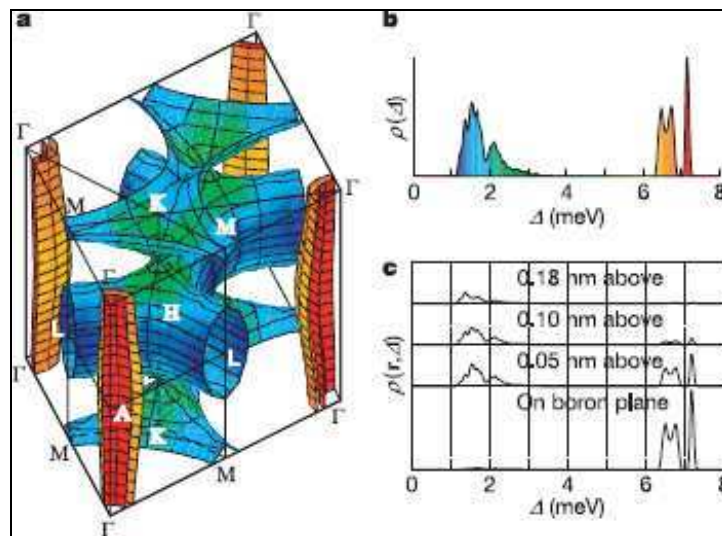 a
Γ
Γ
M
K
M
Γ
Γ
L
H
L
Γ
A
K
Γ
M
M
Γ
b
ρ(Δ)
0 2 4 6 8
Δ (meV)
c
0.18 nm above
0.10 nm above
0.05 nm above
On boron plane
ρ(r,Δ)
0 2 4 6 8
Δ (meV)